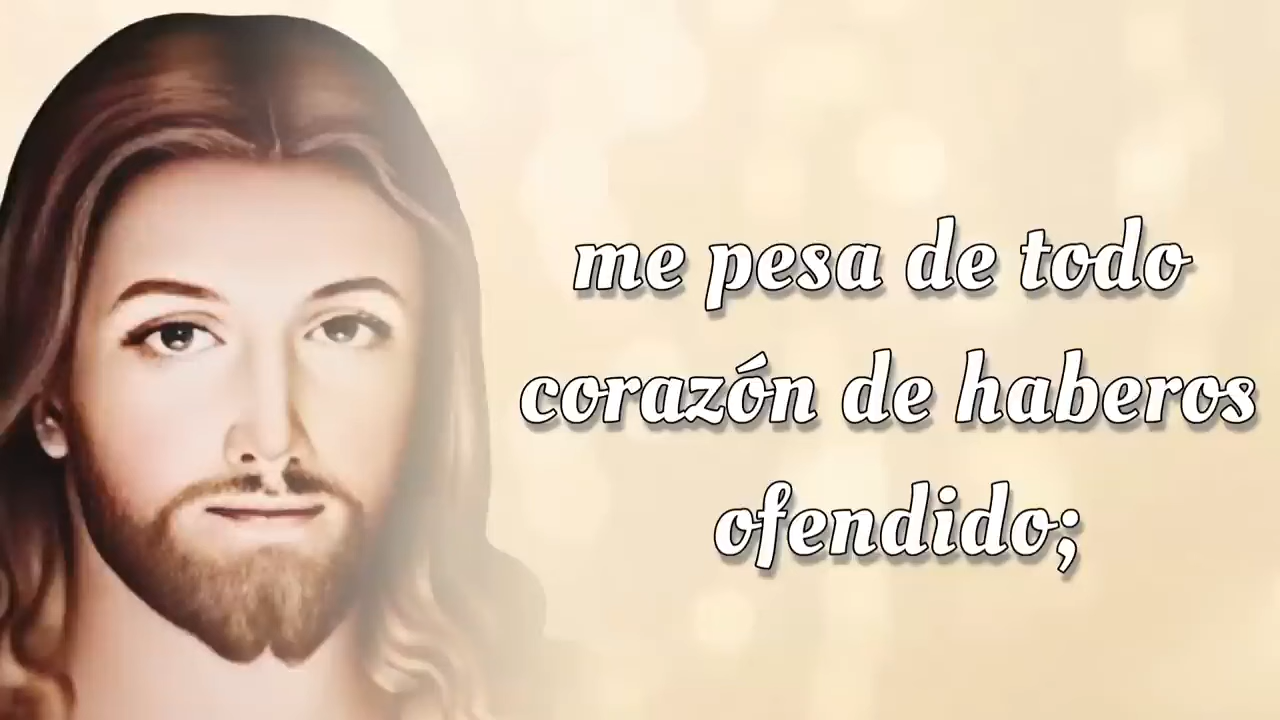 me pesa de todo
corazón de haberos
ofendido;